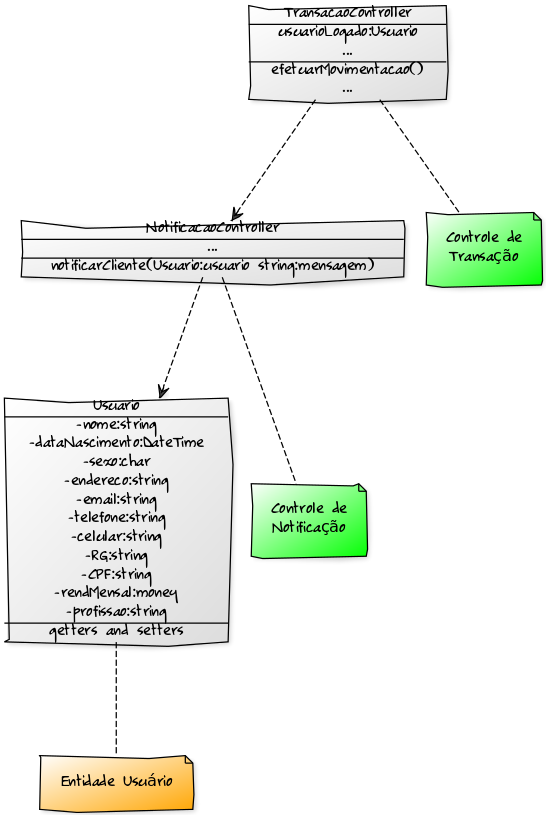 TransacaoController
usuarioLogado:Usuario
...
efetuarMovimentacao()
...
NotificacaoController
...
notificarCliente(Usuario:usuario string:mensagem)
Controle de
Transação
Usuario
-nome:string
-dataNascimento:DateTime
-sexo:char
-endereco:string
-email:string
-telefone:string
-celular:string
-RG:string
-CPF:string
-rendMensal:money
-profissao:string
getters and setters
Controle de
Notificação
Entidade Usuário